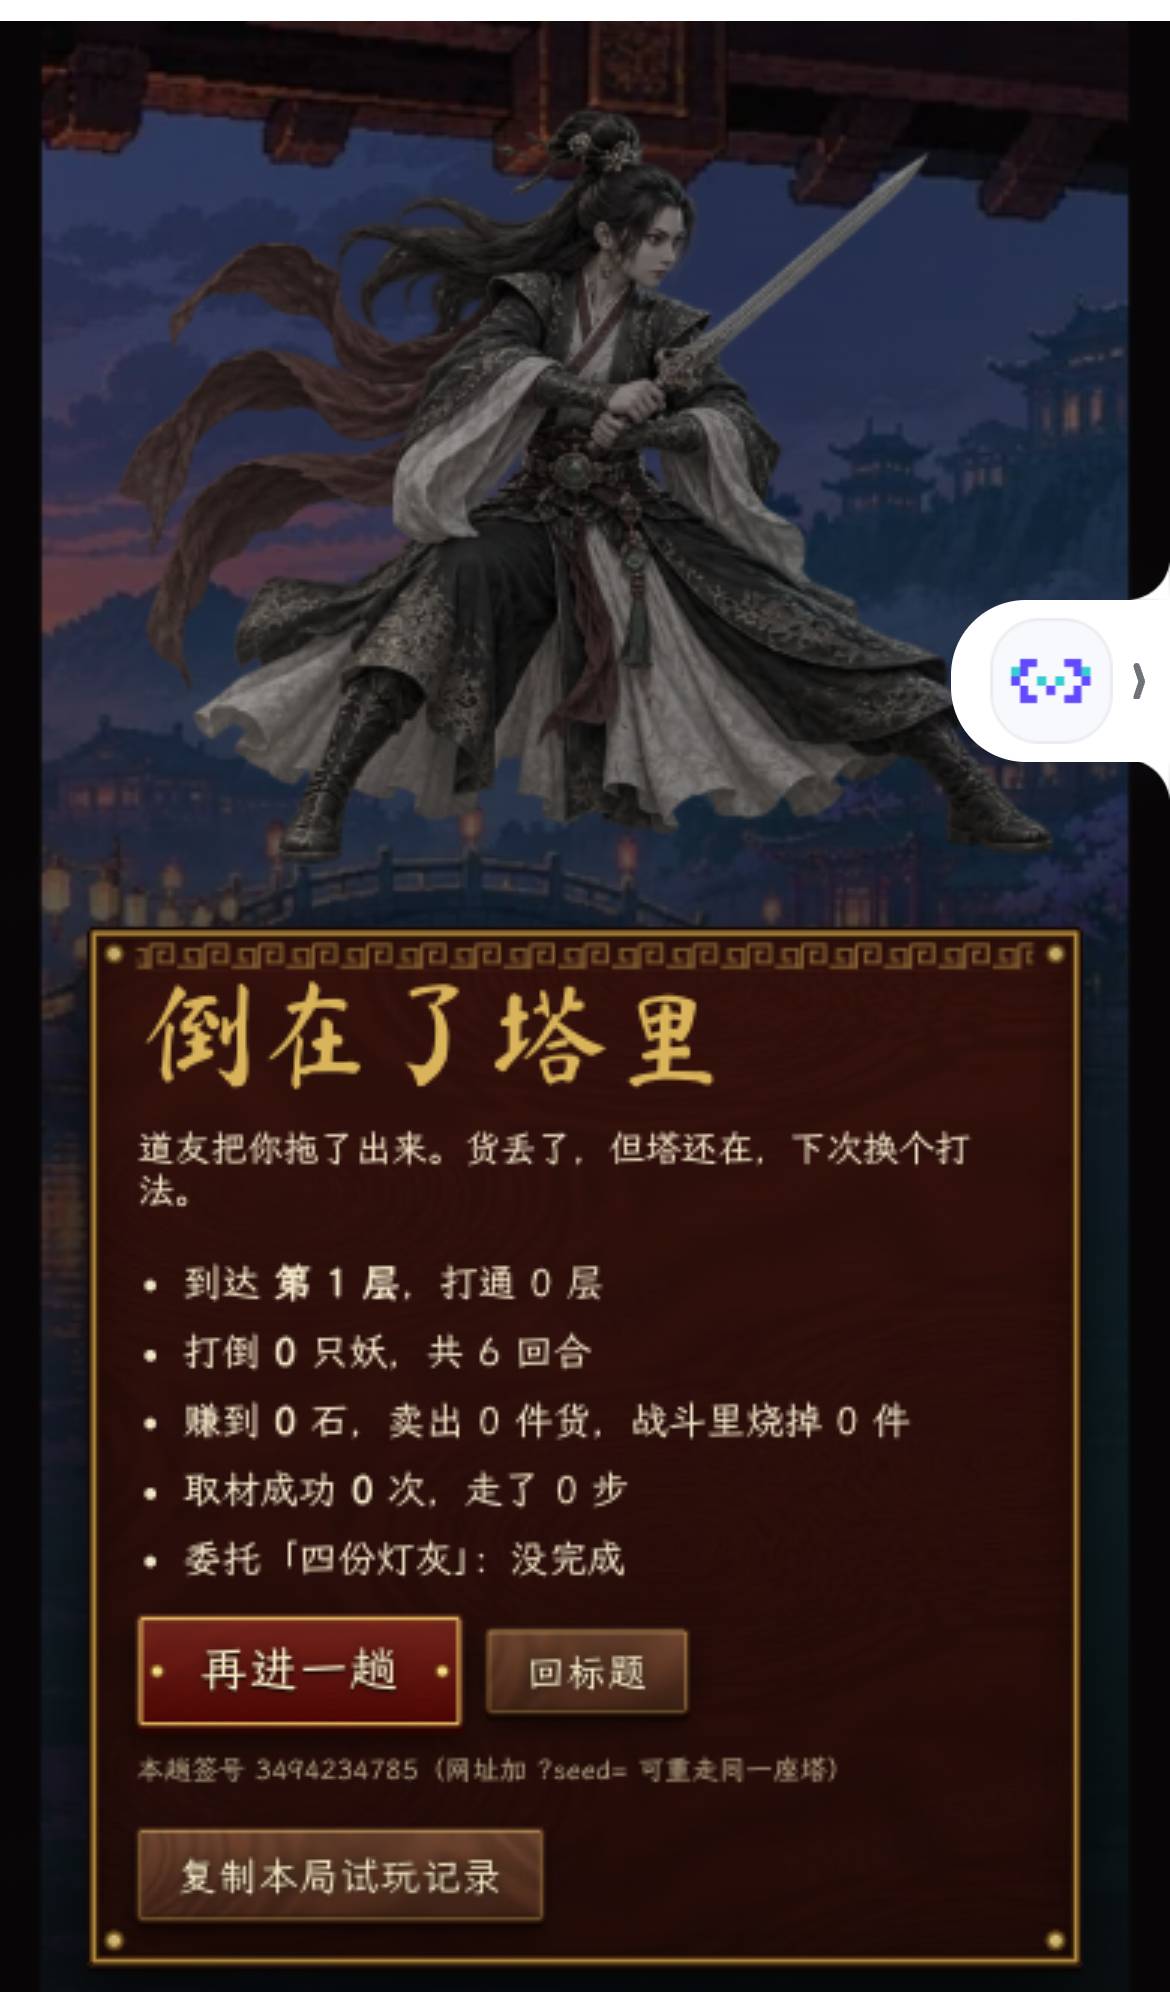 倒在了塔里
道友把你拖了出来。货丢了，但塔还在，下次换个打
法。
• 到达 第 1 层，打通 0 层
• 打倒 0 只妖，共 6 回合
• 赚到 0 石，卖出 0 件货，战斗里烧掉 0 件
• 取材成功 0 次，走了 0 步
• 委托「四份灯灰」：没完成
再进一趟
回标题
本趟签号 3494234785（网址加 ?seed= 可重走同一座塔）
复制本局试玩记录